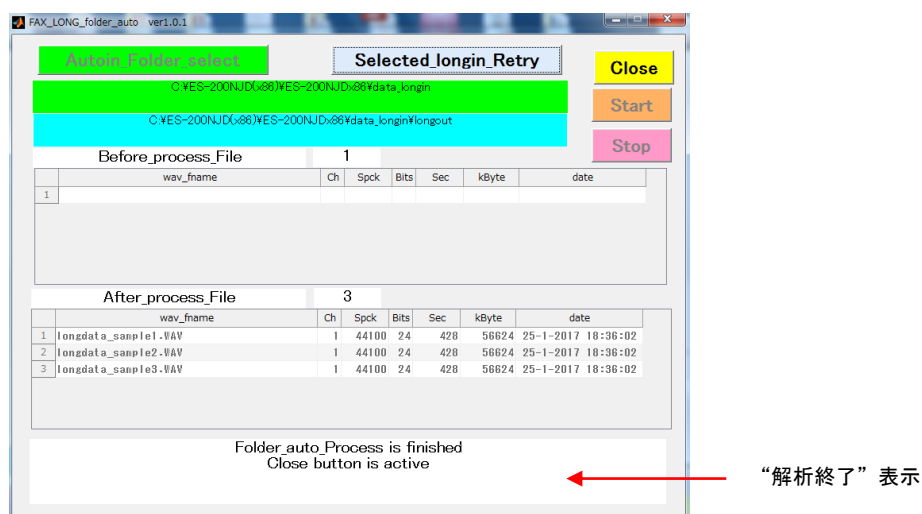 FAX_LONG_folder_auto ver1.0.1
Autoin_Folder_select
Selected_longin_Retry
Close
C:¥ES-200NJD(x86)¥ES-200NJDx86¥data_longin
Start
C:¥ES-200NJD(x86)¥ES-200NJDx86¥data_longin¥longout
Stop
Before_process_File 1
wav_fname Ch Spck Bits Sec kByte date
1
After_process_File 3
wav_fname Ch Spck Bits Sec kByte date
1 longdata_sample1.WAV 1 44100 24 428 56624 25-1-2017 18:36:02
2 longdata_sample2.WAV 1 44100 24 428 56624 25-1-2017 18:36:02
3 longdata_sample3.WAV 1 44100 24 428 56624 25-1-2017 18:36:02
Folder_auto_Process is finished
Close button is active
“解析終了”表示